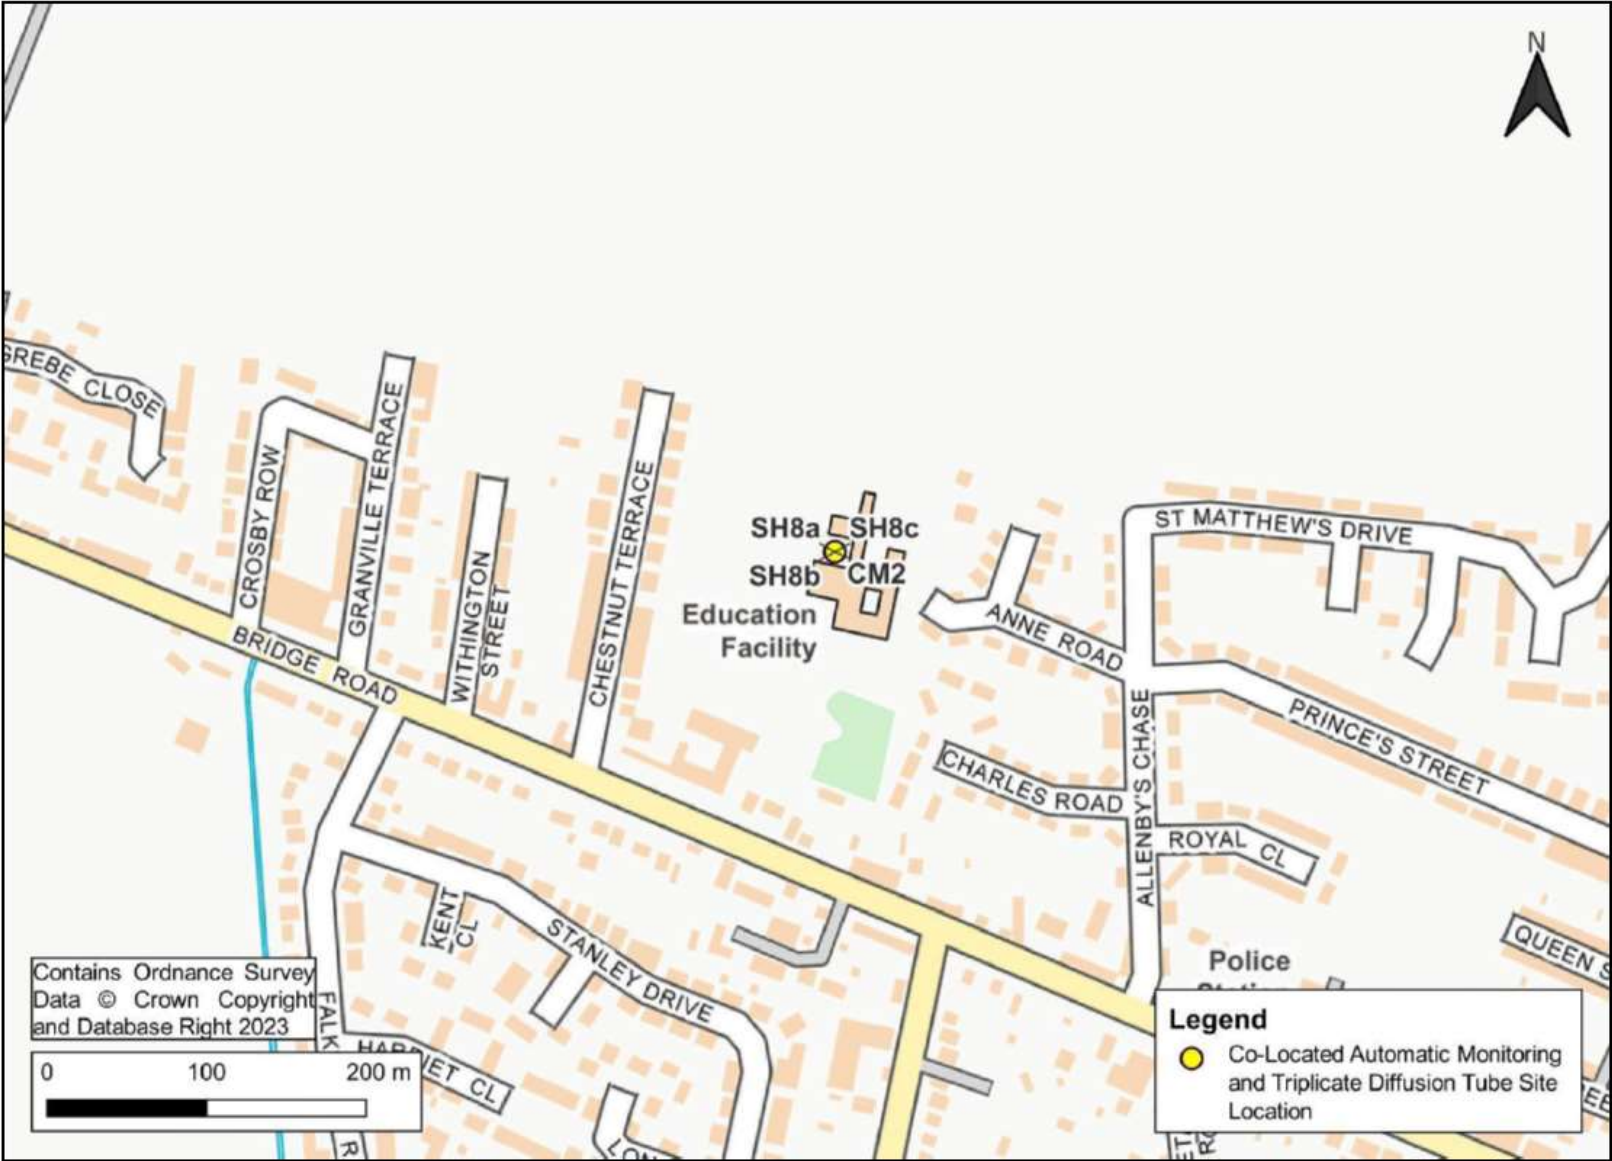 N
GREBE CLOSE
CROSBY ROW
GRANVILLE TERRACE
WITHINGTON
STREET
CHESTNUT TERRACE
BRIDGE ROAD
SH8a
SH8c
SH8b
CM2
Education
Facility
ANNE ROAD
ST MATTHEW'S DRIVE
PRINCE'S STREET
ALLENBY'S CHASE
CHARLES ROAD
ROYAL CL
QUEEN S
Police
KENT
CL
STANLEY DRIVE
FALK
CL
R
Contains Ordnance Survey
Data © Crown Copyright
and Database Right 2023
0 100 200 m
Legend
Co-Located Automatic Monitoring
and Triplicate Diffusion Tube Site
Location